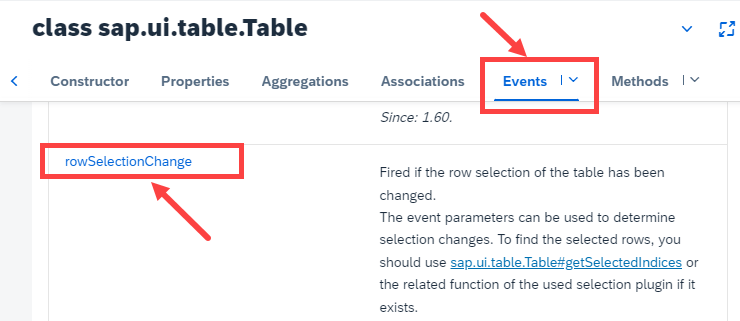 class sap.ui.table.Table
Constructor Properties Aggregations Associations Events Methods
Since: 1.60.
rowSelectionChange
Fired if the row selection of the table has been
changed.
The event parameters can be used to determine
selection changes. To find the selected rows, you
should use sap.ui.table.Table#getSelectedIndices or
the related function of the used selection plugin if it
exists.